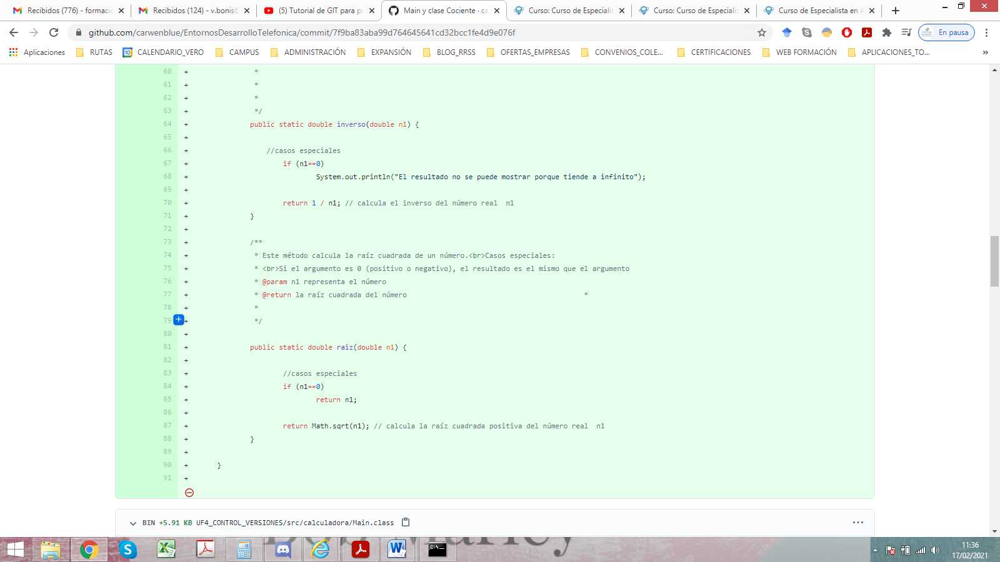 Recibidos (776) - formació
Recibidos (124) - v.bonis@
(5) Tutorial de GIT para pr
Main y clase Cociente · ca
Curso: Curso de Especialis
Curso: Curso de Especialis
Curso de Especialista en A
github.com/carwenblue/EntornosDesarrolloTelefonica/commit/7f9ba83aba99d764645641cd32bcc1fe4d9e076f
En pausa
Aplicaciones RUTAS CALENDARIO_VERO CAMPUS ADMINISTRACIÓN EXPANSIÓN BLOG_RRSS OFERTAS_EMPRESAS CONVENIOS_COLE... CERTIFICACIONES WEB FORMACIÓN APLICACIONES_TO... »
60 + *
61 + *
62 + *
63 + */
64 + public static double inverso(double n1) {
65 +
66 + //casos especiales
67 + if (n1==0)
68 + System.out.println("El resultado no se puede mostrar porque tiende a infinito");
69 +
70 + return 1 / n1; // calcula el inverso del número real  n1
71 + }
72 +
73 + /**
74 + * Este método calcula la raíz cuadrada de un número.<br>Casos especiales:
75 + * <br>Si el argumento es 0 (positivo o negativo), el resultado es el mismo que el argumento
76 + * @param n1 representa el número
77 + * @return la raíz cuadrada del número *
78 + *
79 + */
80 +
81 + public static double raiz(double n1) {
82 +
83 + //casos especiales
84 + if (n1==0)
85 + return n1;
86 +
87 + return Math.sqrt(n1); // calcula la raíz cuadrada positiva del número real  n1
88 + }
89 +
90 + }
91 +
BIN +5.91 KB UF4_CONTROL_VERSIONES/src/calculadora/Main.class
Bob Marley
11:36
17/02/2021